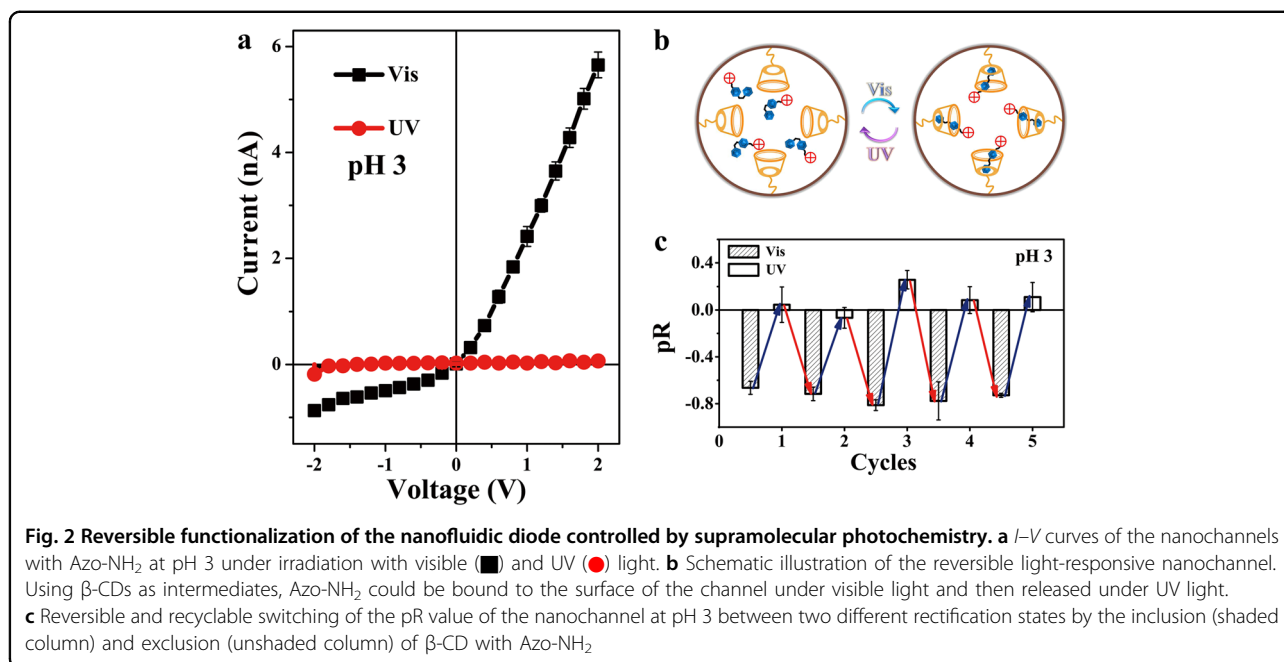 a
6
4
2
0
Current (nA)
Vis
UV
pH 3
-2
-1
0
1
2
Voltage (V)
b
Vis
UV
c
Vis
UV
pH 3
0.4
0.0
-0.4
-0.8
pR
1
2
3
4
5
Cycles
Fig. 2 Reversible functionalization of the nanofluidic diode controlled by supramolecular photochemistry. a I–V curves of the nanochannels
with Azo-NH₂ at pH 3 under irradiation with visible (■) and UV (●) light. b Schematic illustration of the reversible light-responsive nanochannel.
Using β-CDs as intermediates, Azo-NH₂ could be bound to the surface of the channel under visible light and then released under UV light.
c Reversible and recyclable switching of the pR value of the nanochannel at pH 3 between two different rectification states by the inclusion (shaded
column) and exclusion (unshaded column) of β-CD with Azo-NH₂